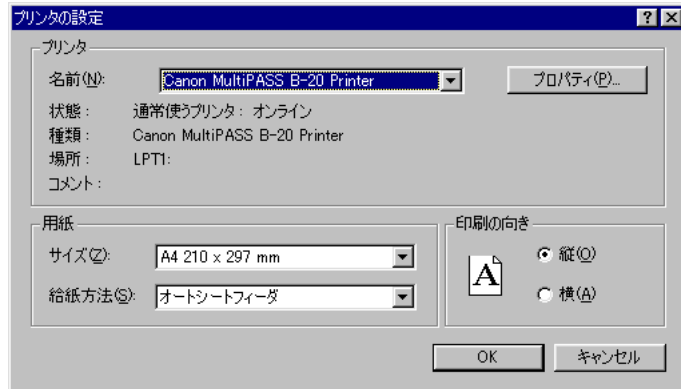 プリンタの設定
プリンタ
名前(N):
Canon MultiPASS B-20 Printer
プロパティ(P)...
状態: 通常使うプリンタ: オンライン
種類: Canon MultiPASS B-20 Printer
場所: LPT1:
コメント:
用紙
サイズ(Z):
A4 210 x 297 mm
給紙方法(S):
オートシートフィーダ
印刷の向き
A
縦(O)
横(A)
OK
キャンセル